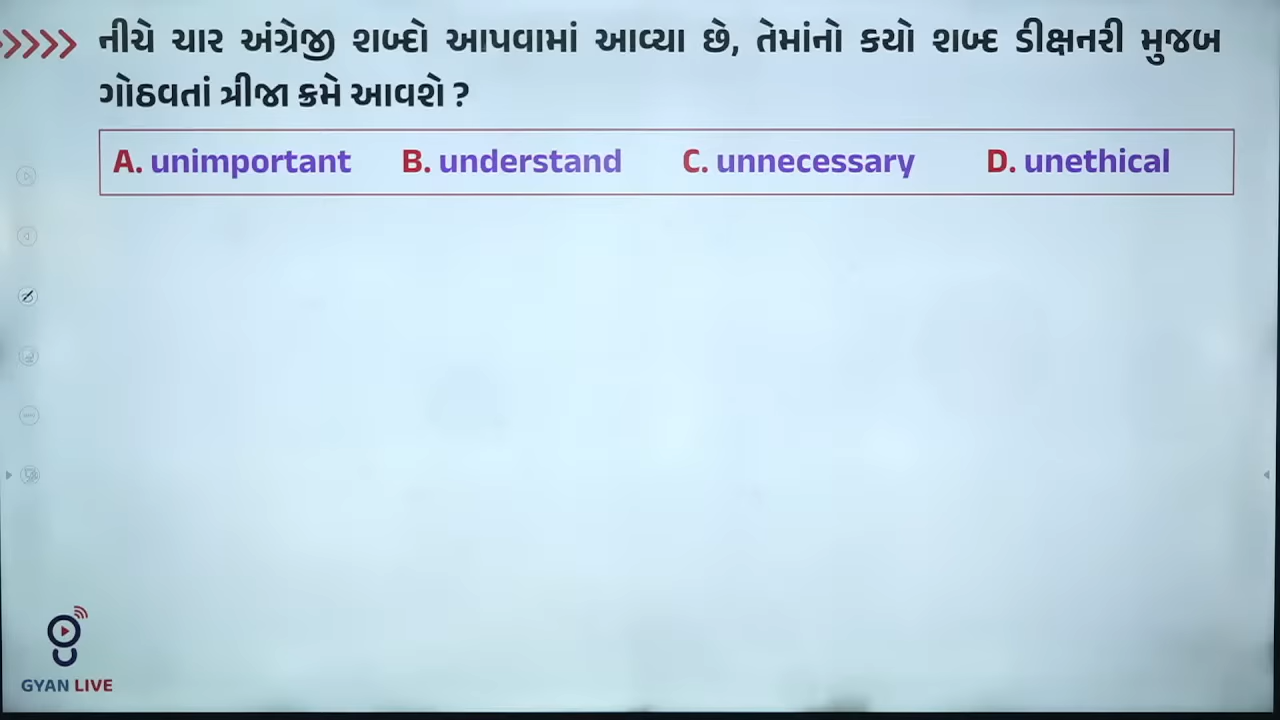 નીચે ચાર અંગ્રેજી શબ્દો આપવામાં આવ્યા છે, તેમાંનો કયો શબ્દ ડીક્ષનરી મુજબ
ગોઠવતાં ત્રીજા ક્રમે આવશે ?
A. unimportant B. understand C. unnecessary D. unethical
GYAN LIVE